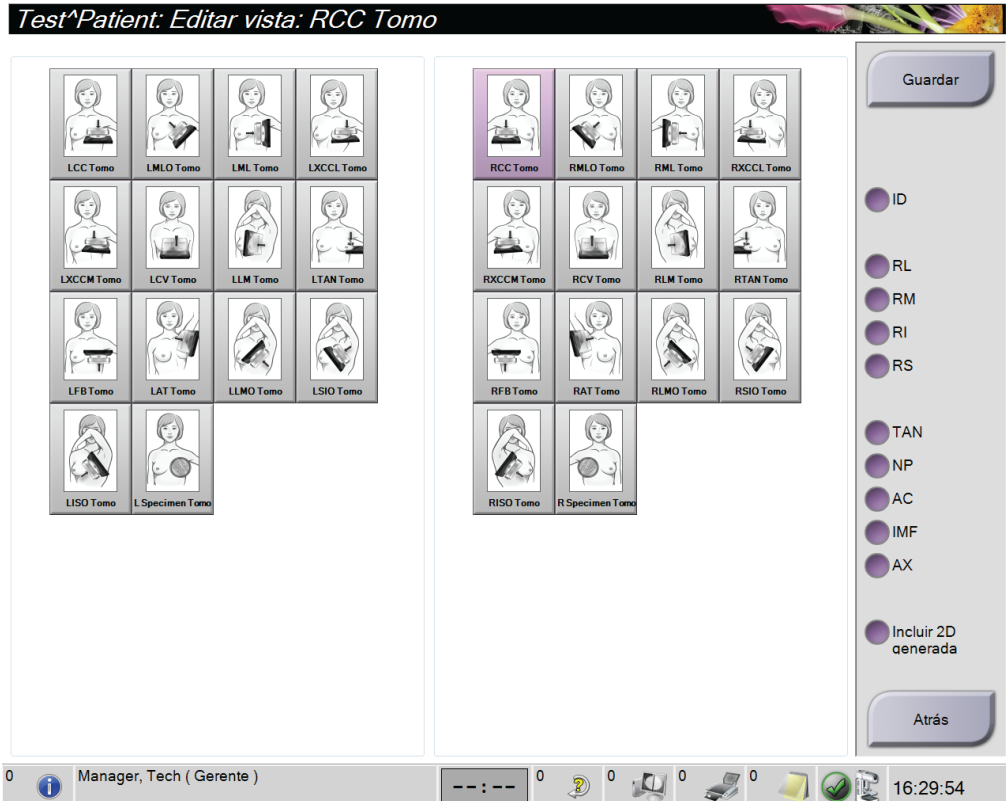 Test^Patient: Editar vista: RCC Tomo
LCC Tomo LMLO Tomo LML Tomo LXCCL Tomo
LXCCM Tomo LCV Tomo LLM Tomo LTAN Tomo
LFB Tomo LAT Tomo LLMO Tomo LSIO Tomo
LISO Tomo L Specimen Tomo
RCC Tomo RMLO Tomo RML Tomo RXCCL Tomo
RXCCM Tomo RCV Tomo RLM Tomo RTAN Tomo
RFB Tomo RAT Tomo RLMO Tomo RSIO Tomo
RISO Tomo R Specimen Tomo
Guardar
ID
RL
RM
RI
RS
TAN
NP
AC
IMF
AX
Incluir 2D
generada
Atrás
0 Manager, Tech ( Gerente ) --:-- 0 0 0 0 16:29:54